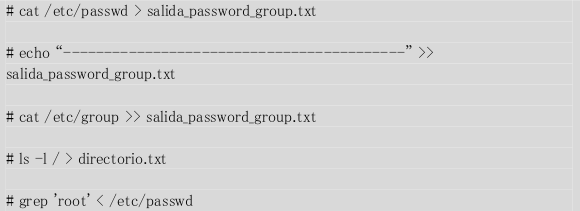 # cat /etc/passwd > salida_password_group.txt
# echo “------------------------------------------” >>
salida_password_group.txt
# cat /etc/group >> salida_password_group.txt
# ls -l / > directorio.txt
# grep 'root' < /etc/passwd